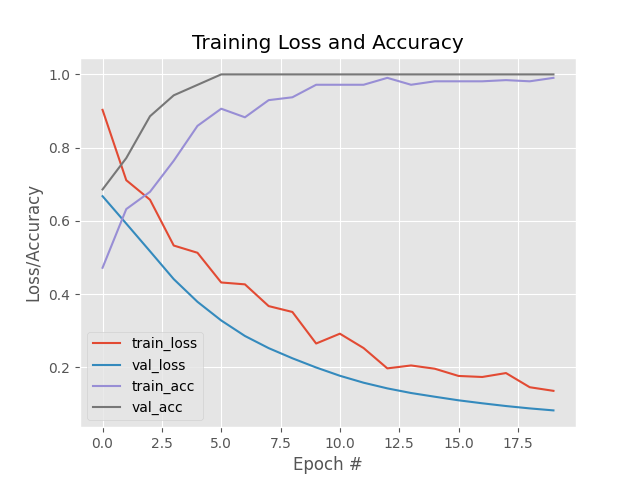 Training Loss and Accuracy
1.0
0.8
0.6
0.4
0.2
Loss/Accuracy
train_loss
val_loss
train_acc
val_acc
0.0 2.5 5.0 7.5 10.0 12.5 15.0 17.5
Epoch #